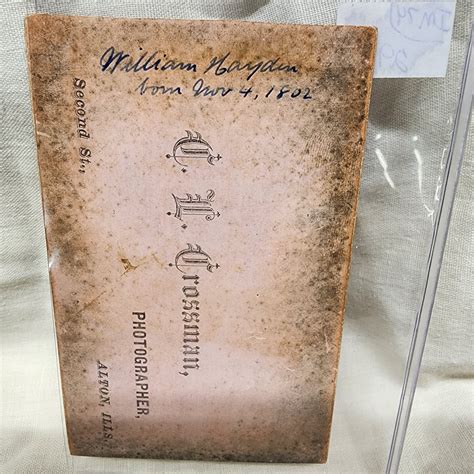 William Hayden
born Nov 4, 1802
C. Crossman,
PHOTOGRAPHER,
Second St., ALTON, ILLS.